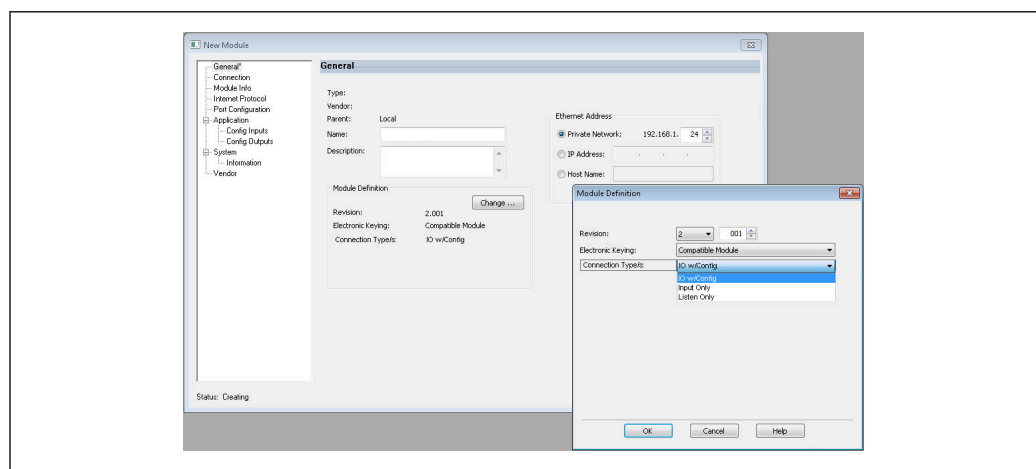 New Module
General*
Connection
Module Info
Internet Protocol
Port Configuration
Application
Config Inputs
Config Outputs
System
Information
Vendor
General
Type:
Vendor:
Parent: Local
Name:
Description:
Ethernet Address
Private Network: 192.168.1. 24
IP Address: . . .
Host Name:
Module Definition
Change ...
Revision: 2.001
Electronic Keying: Compatible Module
Connection Type/s: IO w/Config
Status: Creating
Module Definition
Revision: 2 001
Electronic Keying: Compatible Module
Connection Type/s: IO w/Config
IO w/Config
Input Only
Listen Only
OK Cancel Help